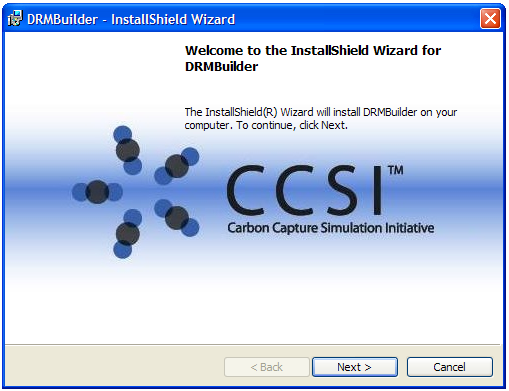 DRMBuilder - InstallShield Wizard
Welcome to the InstallShield Wizard for
DRMBuilder
The InstallShield(R) Wizard will install DRMBuilder on your
computer. To continue, click Next.
CCSI™
Carbon Capture Simulation Initiative
< Back
Next >
Cancel